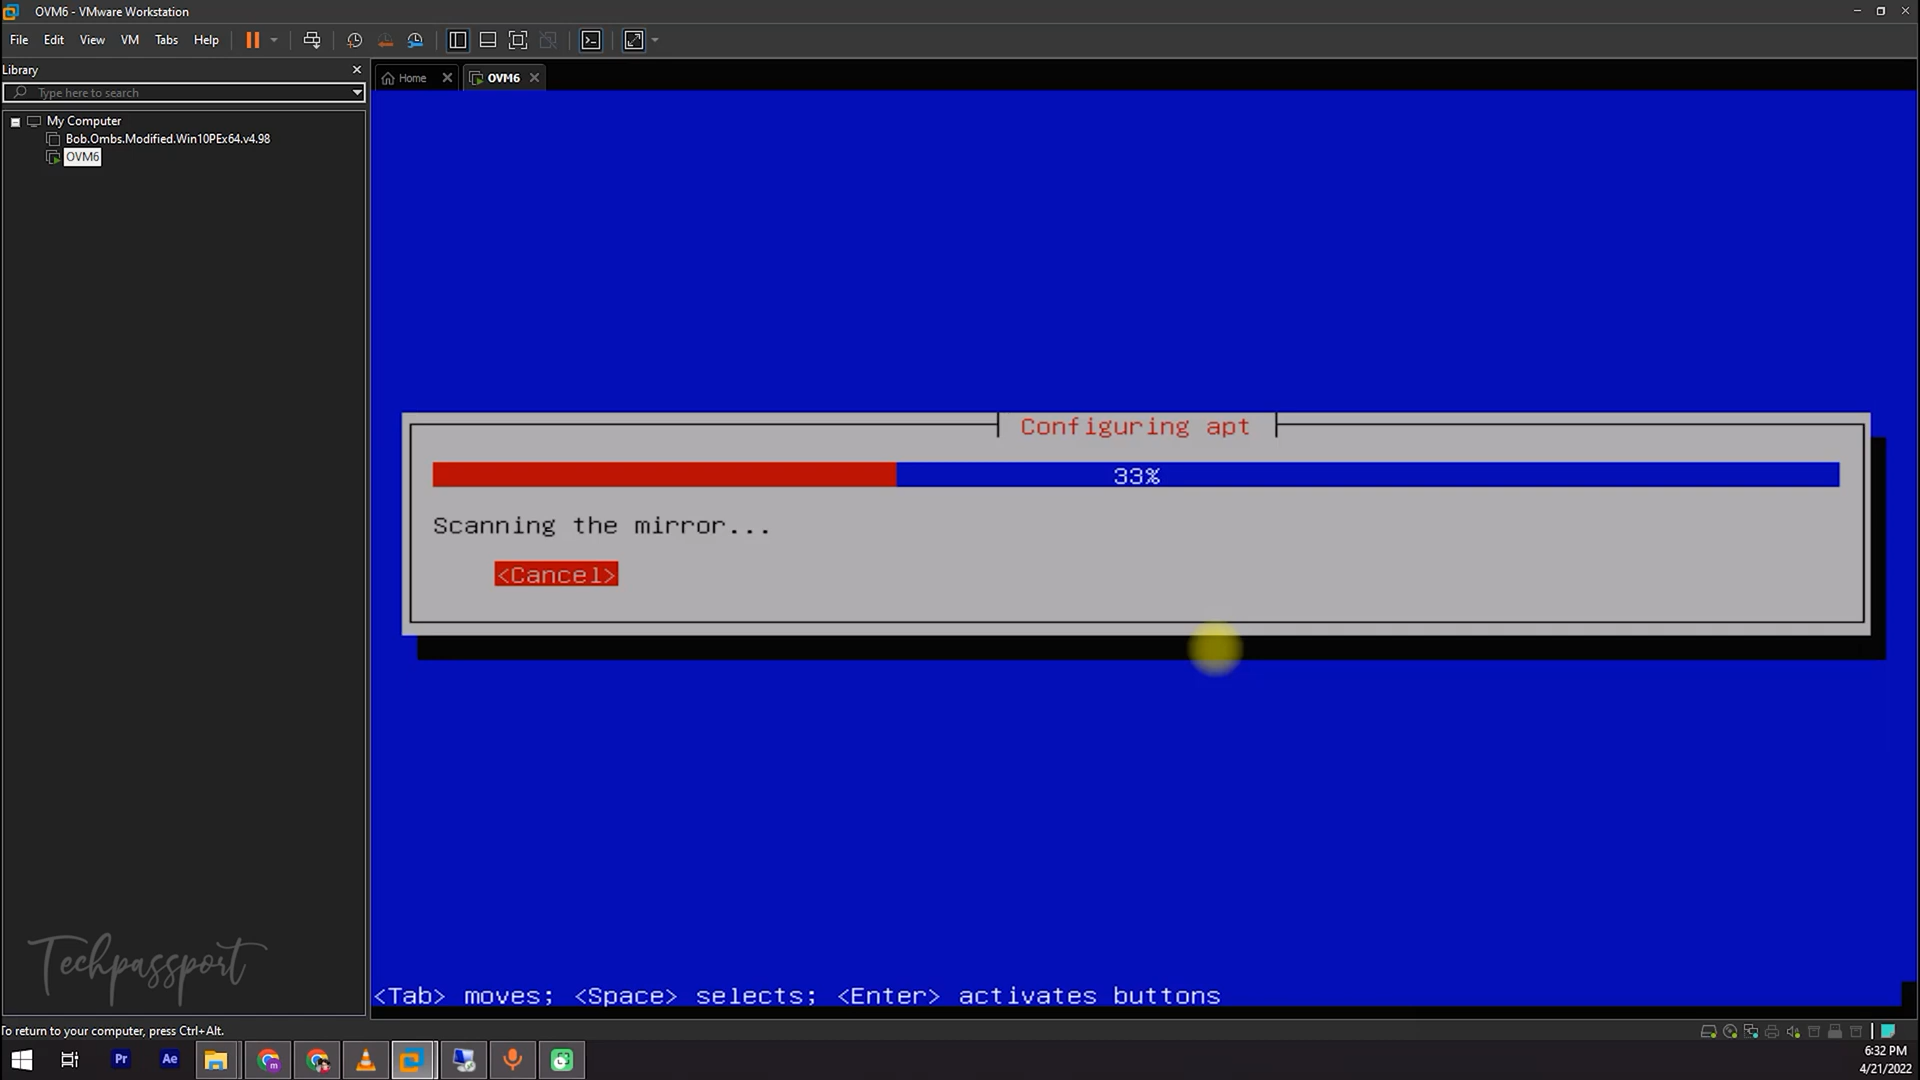 OVM6 - VMware Workstation
File Edit View VM Tabs Help
Library
Home OVM6
Type here to search
My Computer
Bob.Ombs.Modified.Win10PEx64.v4.98
OVM6
Configuring apt
33%
Scanning the mirror...
<Cancel>
Techpassport
<Tab> moves; <Space> selects; <Enter> activates buttons
To return to your computer, press Ctrl+Alt.
Pr Ae m
6:32 PM
4/21/2022